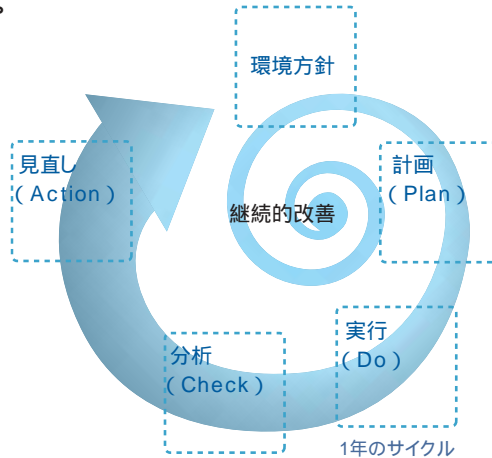 。
環境方針
計画
(Plan)
継続的改善
実行
(Do)
分析
(Check)
見直し
(Action)
1年のサイクル